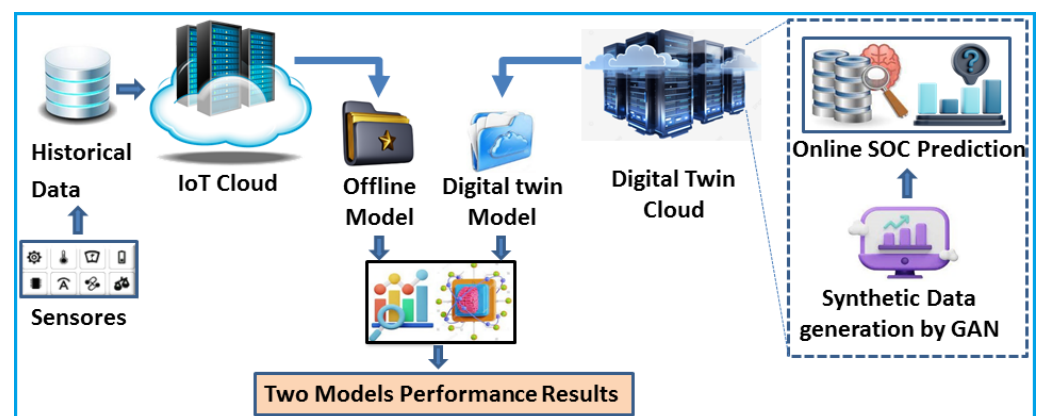 Historical
Data
Sensores
IoT Cloud
Offline
Model
Digital twin
Model
Digital Twin
Cloud
Online SOC Prediction
Synthetic Data
generation by GAN
Two Models Performance Results